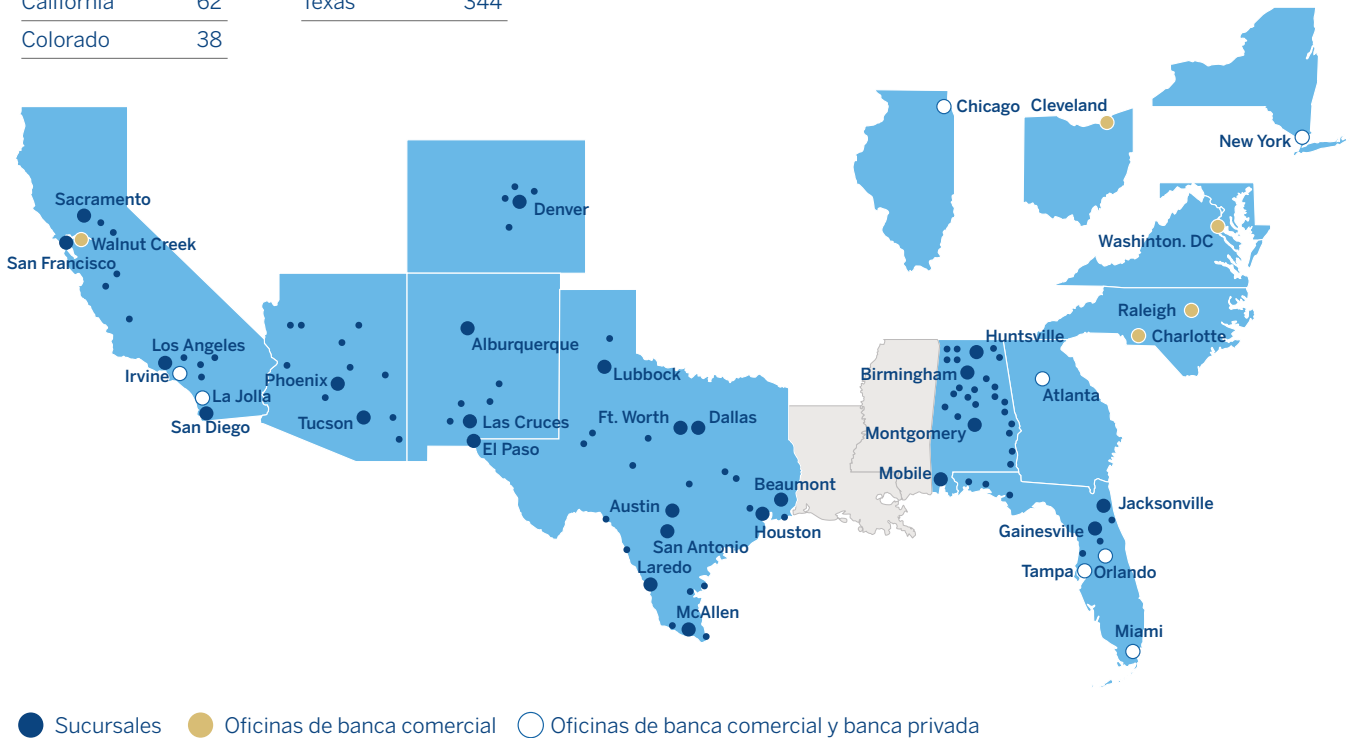 California 62
Texas 344
Colorado 38
Chicago
Cleveland
New York
Sacramento
Denver
Walnut Creek
Washinton. DC
San Francisco
Raleigh
Huntsville
Charlotte
Los Angeles
Alburquerque
Irvine
Phoenix
Lubbock
Birmingham
La Jolla
Atlanta
San Diego
Tucson
Las Cruces
Ft. Worth
Dallas
Montgomery
El Paso
Mobile
Beaumont
Austin
Jacksonville
Houston
Gainesville
San Antonio
Laredo
Tampa
Orlando
McAllen
Miami
Sucursales
Oficinas de banca comercial
Oficinas de banca comercial y banca privada